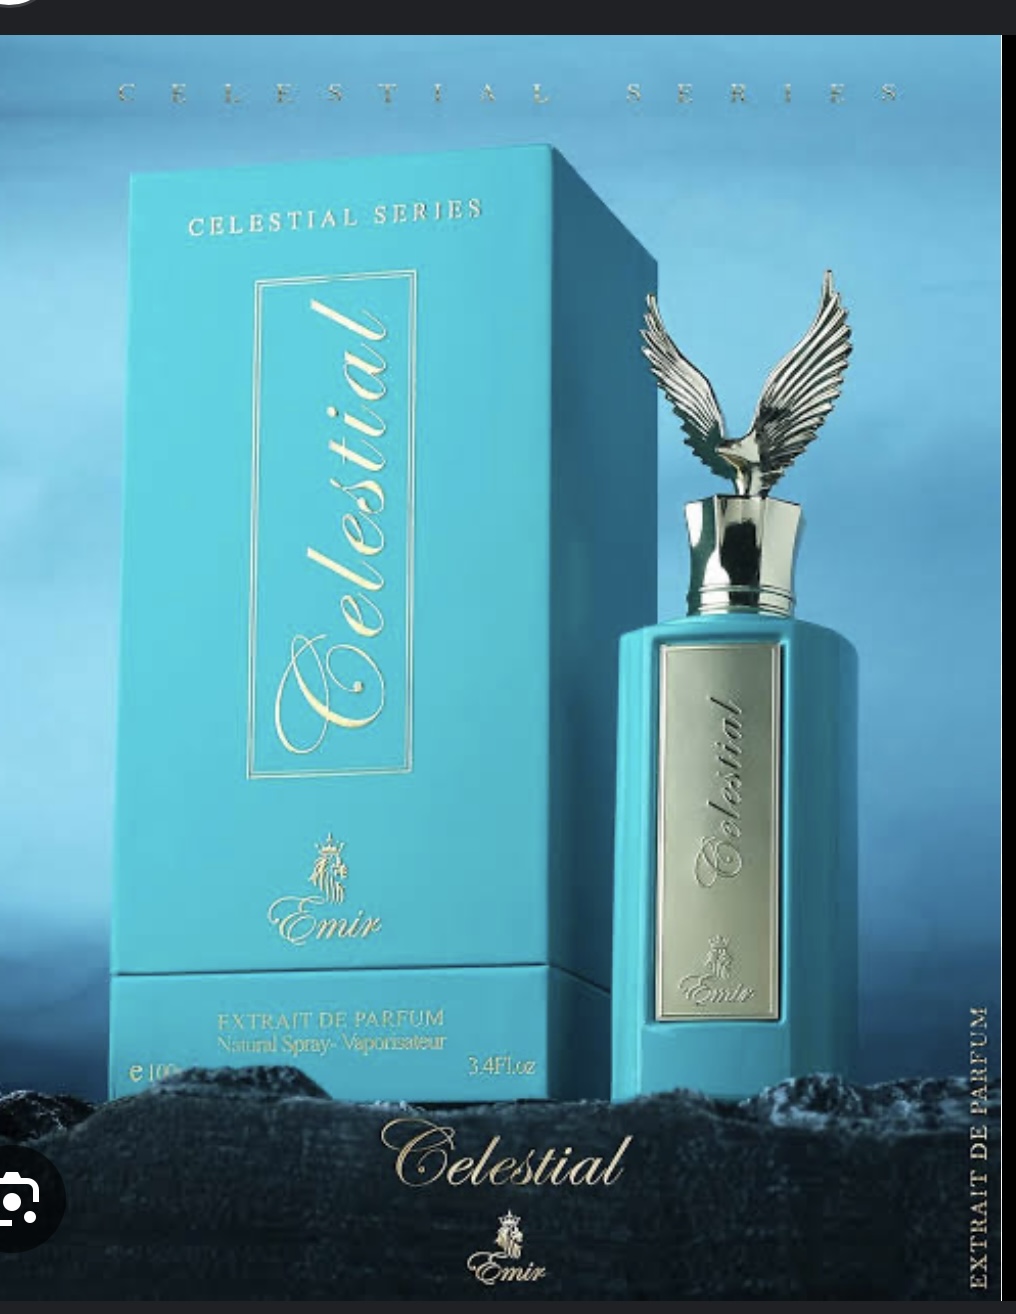 CELESTIAL SERIES
CELESTIAL SERIES
Celestial
Emir
EXTRAIT DE PARFUM
Natural Spray- Vaporisateur
e 100
3.4Fl.oz
Celestial
Emir
Celestial
Emir
EXTRAIT DE PARFUM